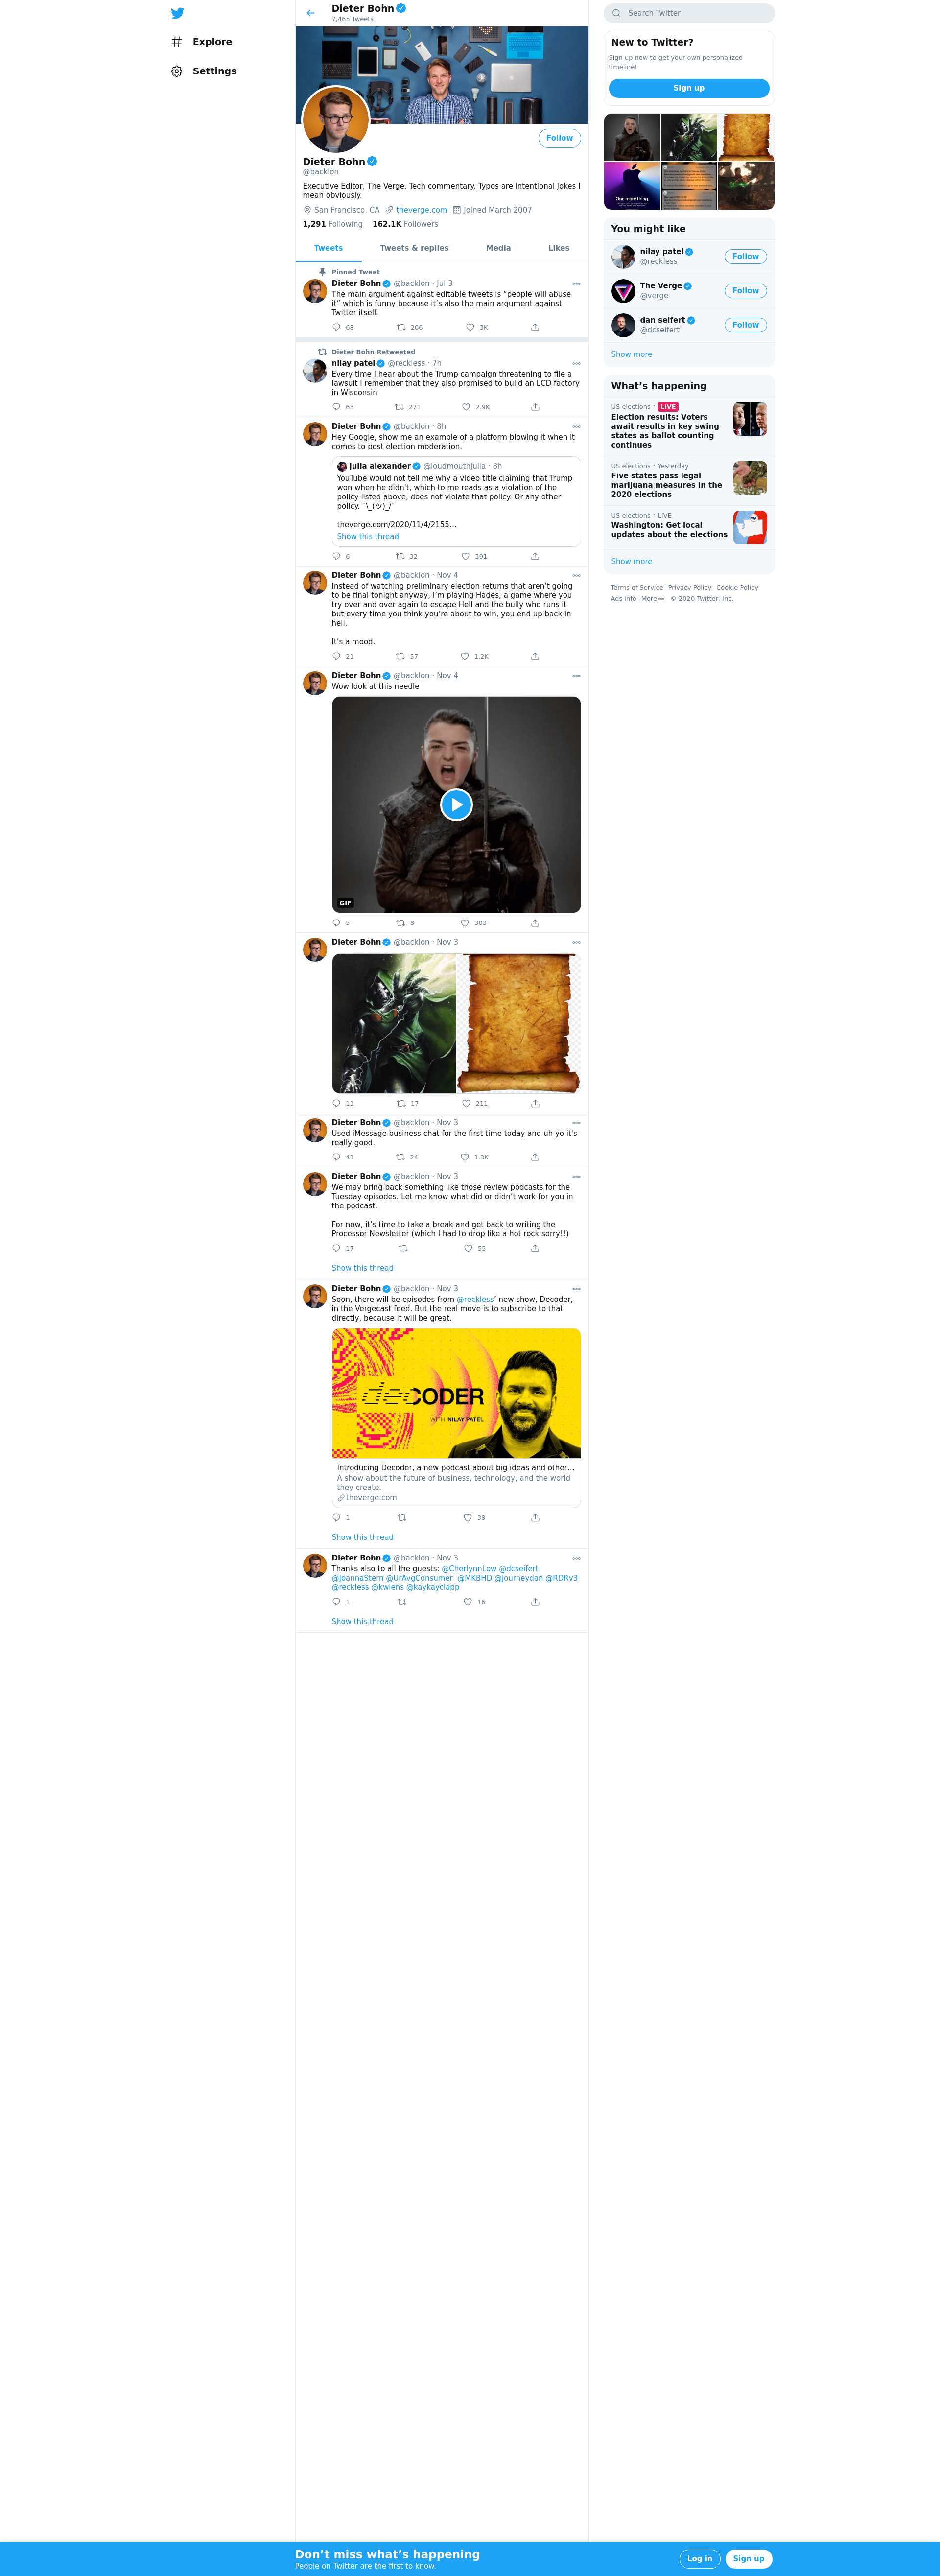 Explore
Settings
Dieter Bohn
7,465 Tweets
Follow
Dieter Bohn
@backlon
Executive Editor, The Verge. Tech commentary. Typos are intentional jokes I
mean obviously.
San Francisco, CA theverge.com Joined March 2007
1,291 Following 162.1K Followers
Tweets Tweets & replies Media Likes
Pinned Tweet
Dieter Bohn @backlon · Jul 3
The main argument against editable tweets is “people will abuse
it” which is funny because it’s also the main argument against
Twitter itself.
68 206 3K
Dieter Bohn Retweeted
nilay patel @reckless · 7h
Every time I hear about the Trump campaign threatening to file a
lawsuit I remember that they also promised to build an LCD factory
in Wisconsin
63 271 2.9K
Dieter Bohn @backlon · 8h
Hey Google, show me an example of a platform blowing it when it
comes to post election moderation.
julia alexander @loudmouthjulia · 8h
YouTube would not tell me why a video title claiming that Trump
won when he didn't, which to me reads as a violation of the
policy listed above, does not violate that policy. Or any other
policy. ¯\_(ツ)_/¯
theverge.com/2020/11/4/2155…
Show this thread
6 32 391
Dieter Bohn @backlon · Nov 4
Instead of watching preliminary election returns that aren’t going
to be final tonight anyway, I’m playing Hades, a game where you
try over and over again to escape Hell and the bully who runs it
but every time you think you’re about to win, you end up back in
hell.
It’s a mood.
21 57 1.2K
Dieter Bohn @backlon · Nov 4
Wow look at this needle
GIF
5 8 303
Dieter Bohn @backlon · Nov 3
11 17 211
Dieter Bohn @backlon · Nov 3
Used iMessage business chat for the first time today and uh yo it's
really good.
41 24 1.3K
Dieter Bohn @backlon · Nov 3
We may bring back something like those review podcasts for the
Tuesday episodes. Let me know what did or didn’t work for you in
the podcast.
For now, it’s time to take a break and get back to writing the
Processor Newsletter (which I had to drop like a hot rock sorry!!)
17 55
Show this thread
Dieter Bohn @backlon · Nov 3
Soon, there will be episodes from @reckless’ new show, Decoder,
in the Vergecast feed. But the real move is to subscribe to that
directly, because it will be great.
decODER
WITH NILAY PATEL
Introducing Decoder, a new podcast about big ideas and other…
A show about the future of business, technology, and the world
they create.
theverge.com
1 38
Show this thread
Dieter Bohn @backlon · Nov 3
Thanks also to all the guests: @CherlynnLow @dcseifert
@JoannaStern @UrAvgConsumer @MKBHD @journeydan @RDRv3
@reckless @kwiens @kaykayclapp
1 16
Show this thread
Search Twitter
New to Twitter?
Sign up now to get your own personalized
timeline!
Sign up
One more thing.
You might like
nilay patel
@reckless
Follow
The Verge
@verge
Follow
dan seifert
@dcseifert
Follow
Show more
What’s happening
US elections · LIVE
Election results: Voters
await results in key swing
states as ballot counting
continues
US elections · Yesterday
Five states pass legal
marijuana measures in the
2020 elections
US elections · LIVE
Washington: Get local
updates about the elections
WA
Show more
Terms of Service Privacy Policy Cookie Policy
Ads info More © 2020 Twitter, Inc.
Don’t miss what’s happening
People on Twitter are the first to know.
Log in
Sign up